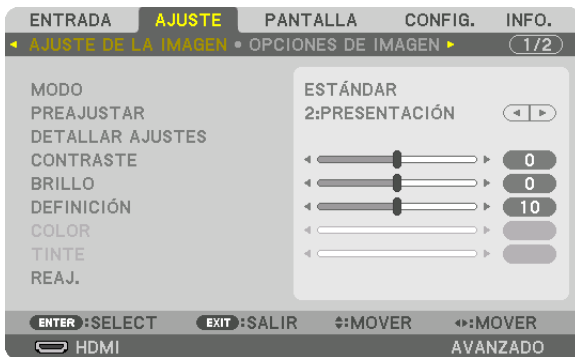 ENTRADA AJUSTE PANTALLA CONFIG. INFO.
AJUSTE DE LA IMAGEN • OPCIONES DE IMAGEN 1/2
MODO ESTÁNDAR
PREAJUSTAR 2:PRESENTACIÓN
DETALLAR AJUSTES
CONTRASTE 0
BRILLO 0
DEFINICIÓN 10
COLOR
TINTE
REAJ.
ENTER:SELECT EXIT:SALIR :MOVER :MOVER
HDMI AVANZADO